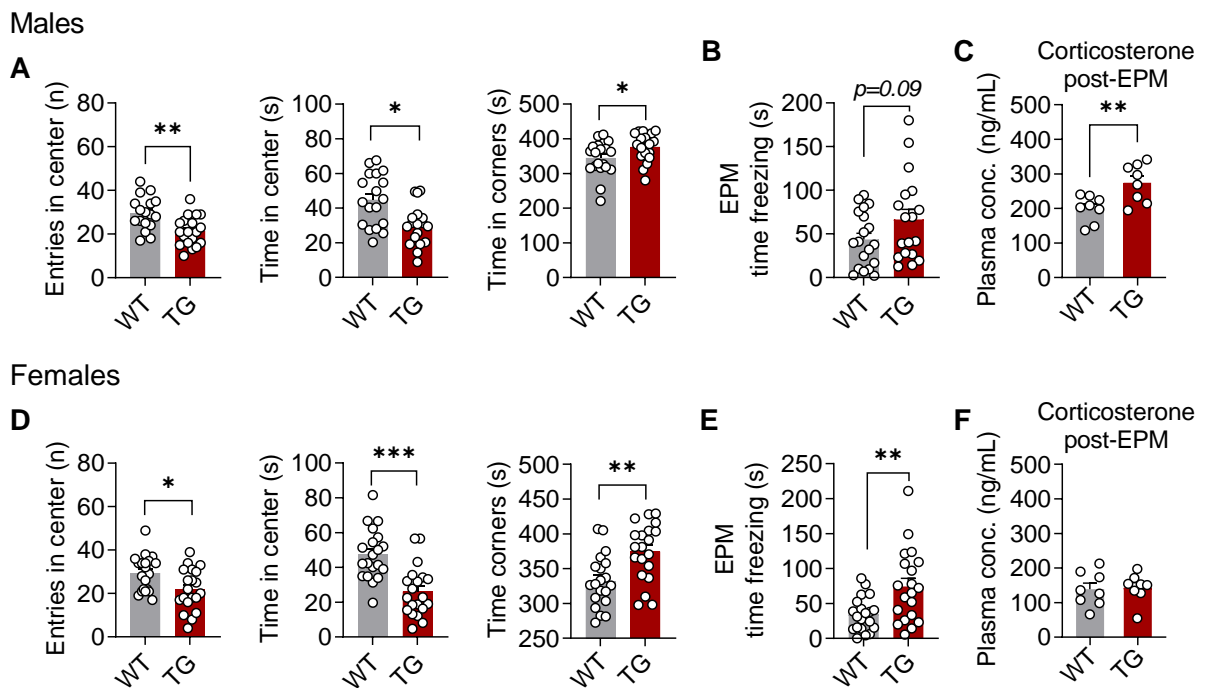 Males
A
Entries in center (n)
80
60
40
20
0
**
WT
TG
Time in center (s)
100
80
60
40
20
0
*
WT
TG
Time in corners (s)
500
400
300
200
100
0
*
WT
TG
B
EPM
time freezing (s)
200
150
100
50
0
p=0.09
WT
TG
C
Corticosterone
post-EPM
Plasma conc. (ng/mL)
500
400
300
200
100
0
**
WT
TG
Females
D
Entries in center (n)
80
60
40
20
0
*
WT
TG
Time in center (s)
100
80
60
40
20
0
***
WT
TG
Time corners (s)
500
450
400
350
300
250
**
WT
TG
E
EPM
time freezing (s)
250
200
150
100
50
0
**
WT
TG
F
Corticosterone
post-EPM
Plasma conc. (ng/mL)
500
400
300
200
100
0
WT
TG